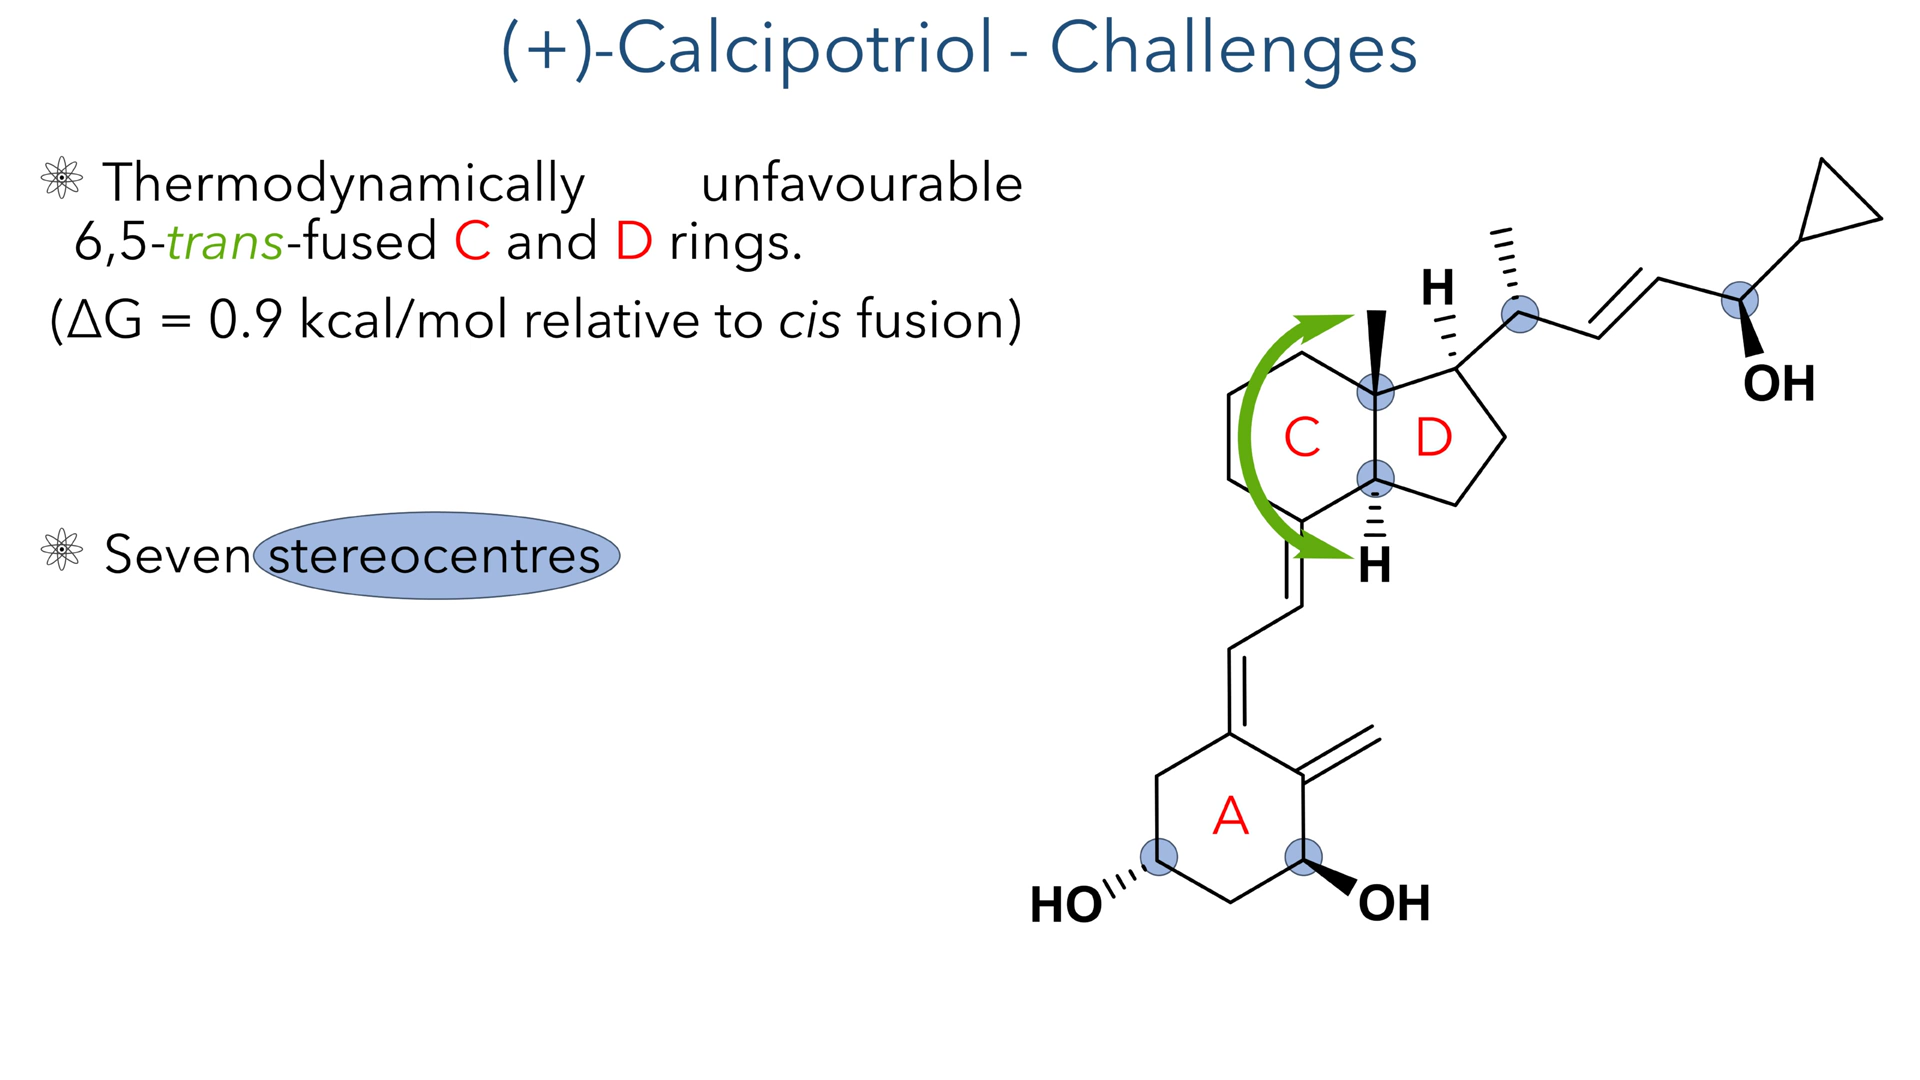 (+)-Calcipotriol - Challenges
Thermodynamically unfavourable
6,5-trans-fused C and D rings.
(ΔG = 0.9 kcal/mol relative to cis fusion)
Seven stereocentres
H
OH
C D
H
A
HO
OH